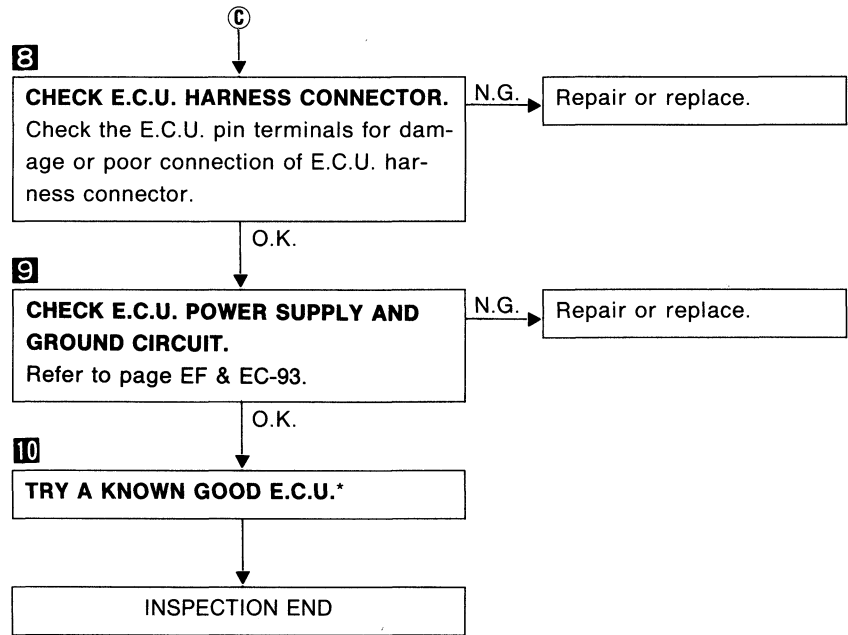 Ⓒ
8
CHECK E.C.U. HARNESS CONNECTOR.
Check the E.C.U. pin terminals for dam-
age or poor connection of E.C.U. har-
ness connector.
N.G.
Repair or replace.
O.K.
9
CHECK E.C.U. POWER SUPPLY AND
GROUND CIRCUIT.
Refer to page EF & EC-93.
N.G.
Repair or replace.
O.K.
10
TRY A KNOWN GOOD E.C.U.*
INSPECTION END